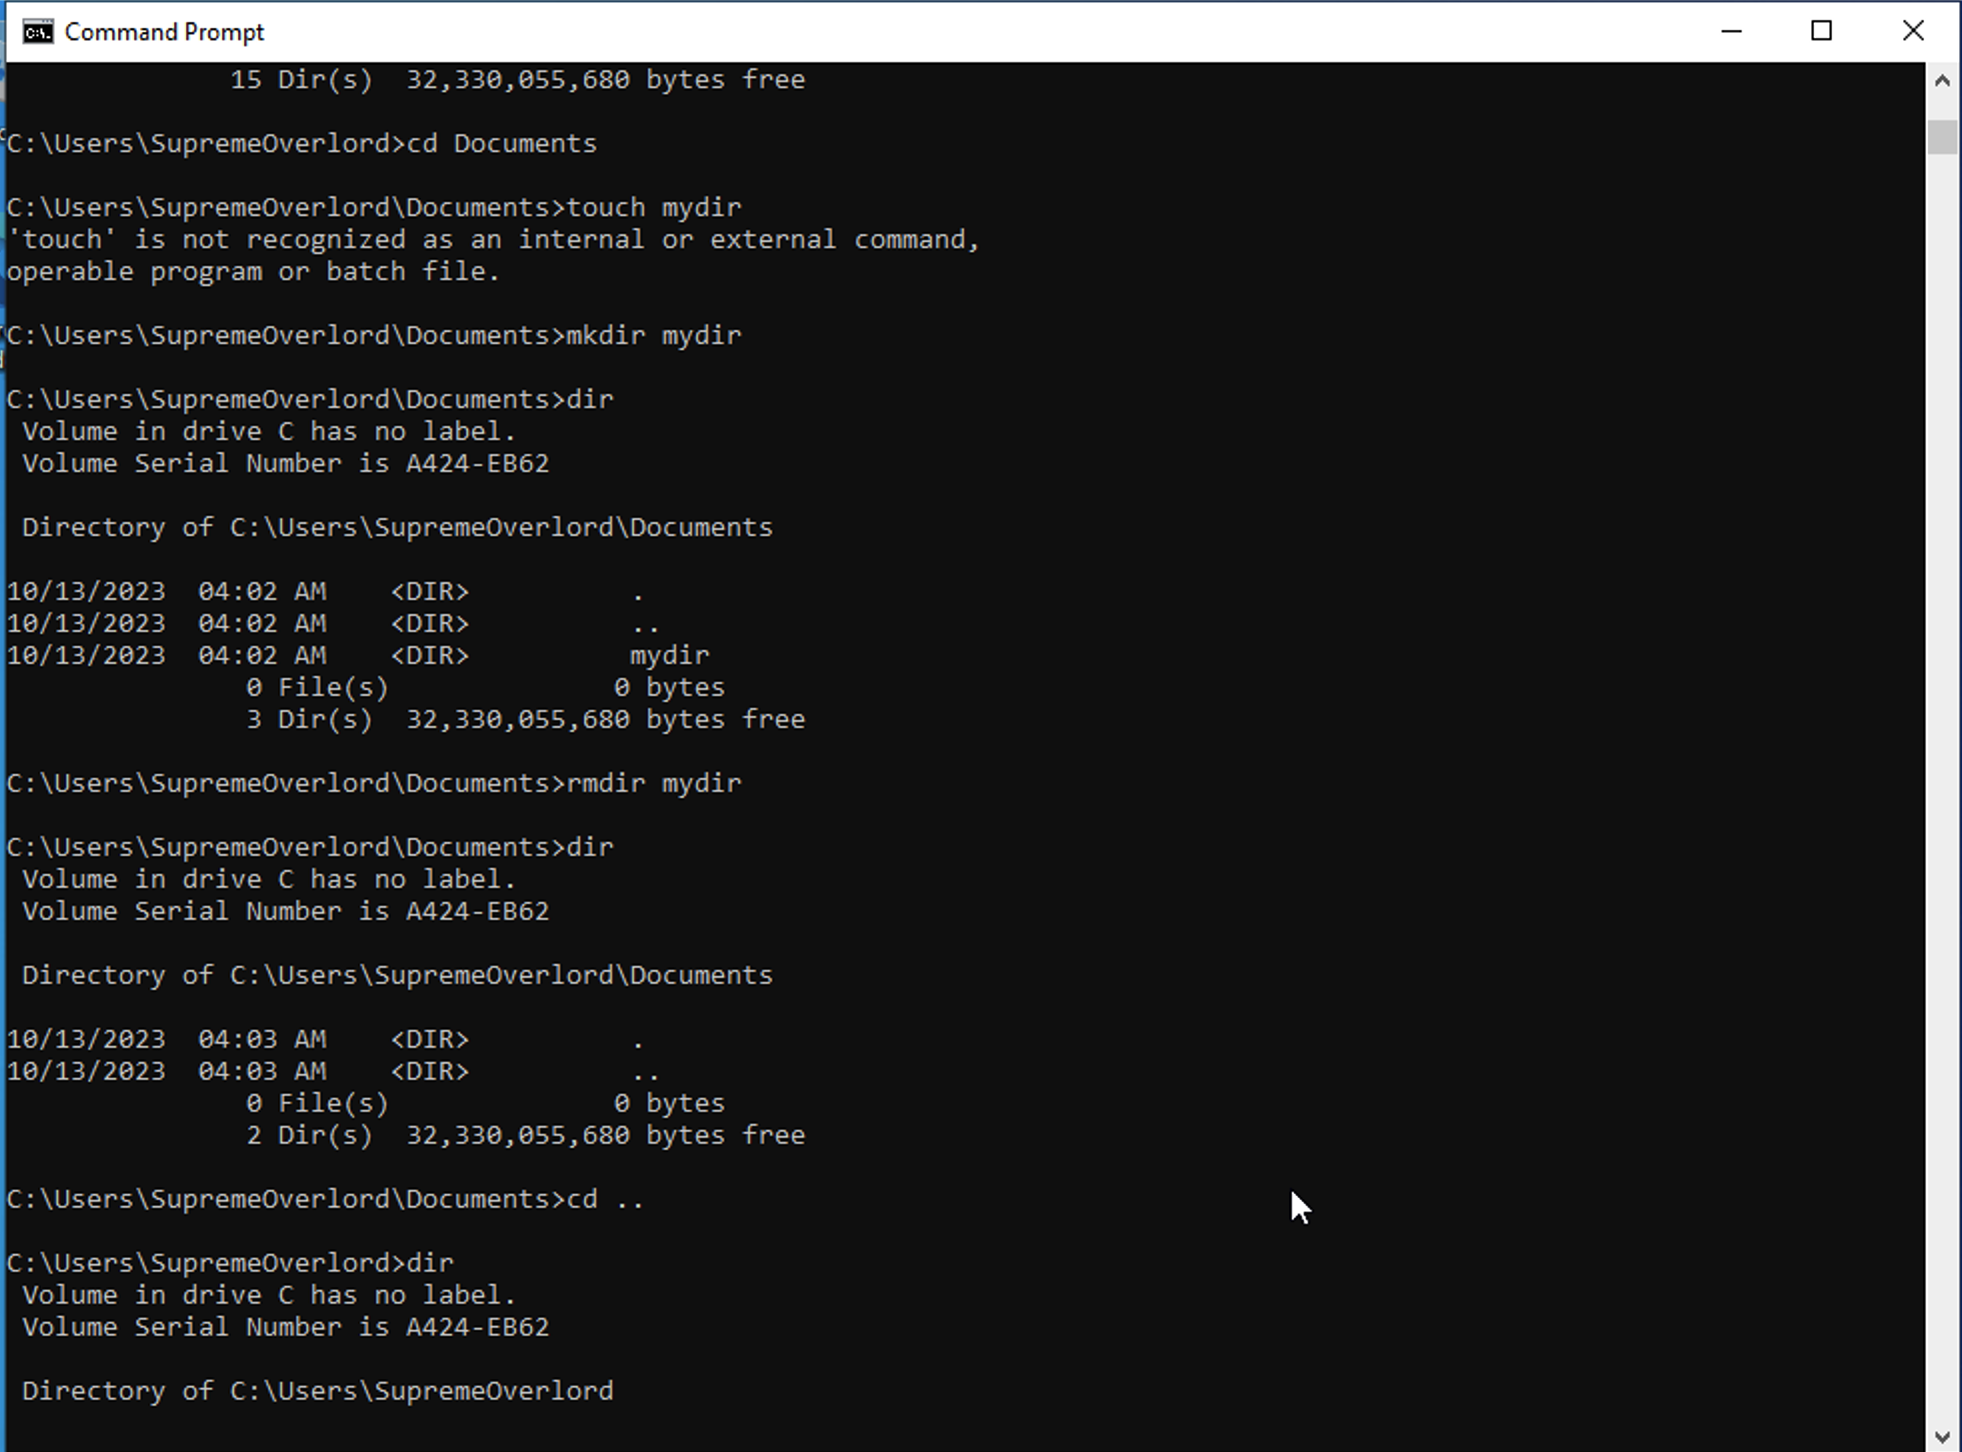 Command Prompt
15 Dir(s)  32,330,055,680 bytes free
C:\Users\SupremeOverlord>cd Documents
C:\Users\SupremeOverlord\Documents>touch mydir
'touch' is not recognized as an internal or external command,
operable program or batch file.
C:\Users\SupremeOverlord\Documents>mkdir mydir
C:\Users\SupremeOverlord\Documents>dir
Volume in drive C has no label.
Volume Serial Number is A424-EB62
Directory of C:\Users\SupremeOverlord\Documents
10/13/2023  04:02 AM    <DIR>          .
10/13/2023  04:02 AM    <DIR>          ..
10/13/2023  04:02 AM    <DIR>          mydir
0 File(s)              0 bytes
3 Dir(s)  32,330,055,680 bytes free
C:\Users\SupremeOverlord\Documents>rmdir mydir
C:\Users\SupremeOverlord\Documents>dir
Volume in drive C has no label.
Volume Serial Number is A424-EB62
Directory of C:\Users\SupremeOverlord\Documents
10/13/2023  04:03 AM    <DIR>          .
10/13/2023  04:03 AM    <DIR>          ..
0 File(s)              0 bytes
2 Dir(s)  32,330,055,680 bytes free
C:\Users\SupremeOverlord\Documents>cd ..
C:\Users\SupremeOverlord>dir
Volume in drive C has no label.
Volume Serial Number is A424-EB62
Directory of C:\Users\SupremeOverlord